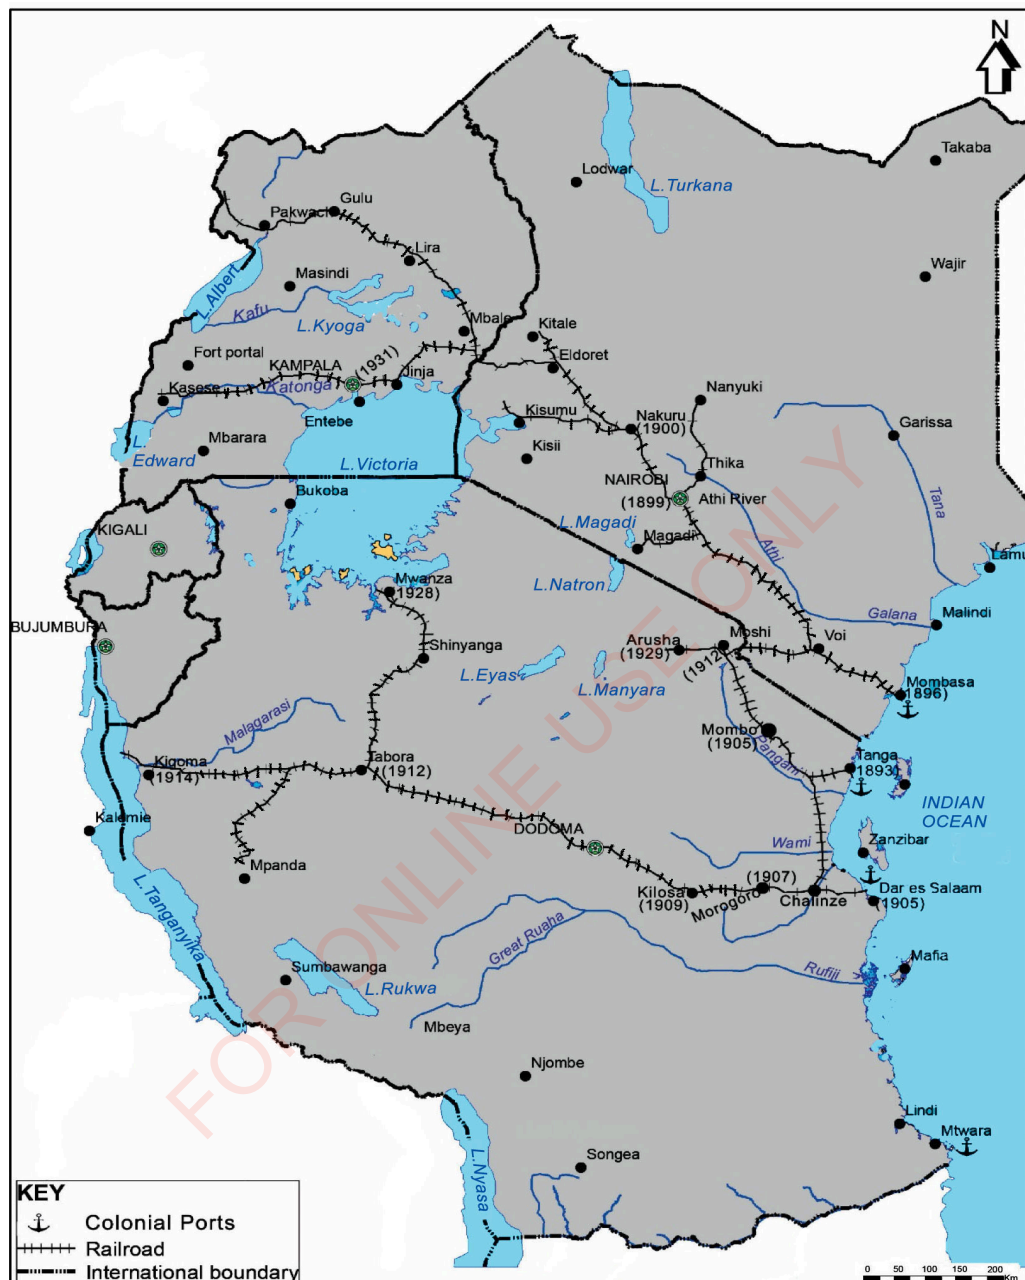 N
Takaba
Lodwar
L.Turkana
Gulu
Pakwach
Lira
Wajir
L.Albert
Masindi
Kafu
L.Kyoga
Mbale
Kitale
Fort portal
KAMPALA
(1931)
Eldoret
Kasese
Katonga
Jinja
Nanyuki
Entebe
Kisumu
Nakuru
(1900)
Garissa
L.
Edward
Mbarara
Kisii
L.Victoria
Thika
NAIROBI
(1899)
Athi River
Tana
Bukoba
L.Magadi
Magadi
Athi
KIGALI
Lamu
Mwanza
(1928)
L.Natron
Galana
Malindi
BUJUMBURA
Shinyanga
Arusha
(1929)
Moshi
(1912)
Voi
L.Eyas
L.Manyara
Mombasa
(1896)
Malagarasi
Mombo
(1905)
Pangani
Kigoma
(1914)
Tabora
(1912)
Tanga
(1893)
INDIAN
OCEAN
Kalemie
DODOMA
Wami
Zanzibar
Mpanda
(1907)
Kilosa
(1909)
Morogoro
Chalinze
Dar es Salaam
(1905)
L.Tanganyika
Great Ruaha
Sumbawanga
L.Rukwa
Rufiji
Mafia
Mbeya
Njombe
Lindi
Mtwara
L.Nyasa
Songea
FOR ONLINE USE ONLY
KEY
Colonial Ports
Railroad
International boundary
0 50 100 150 200
Km